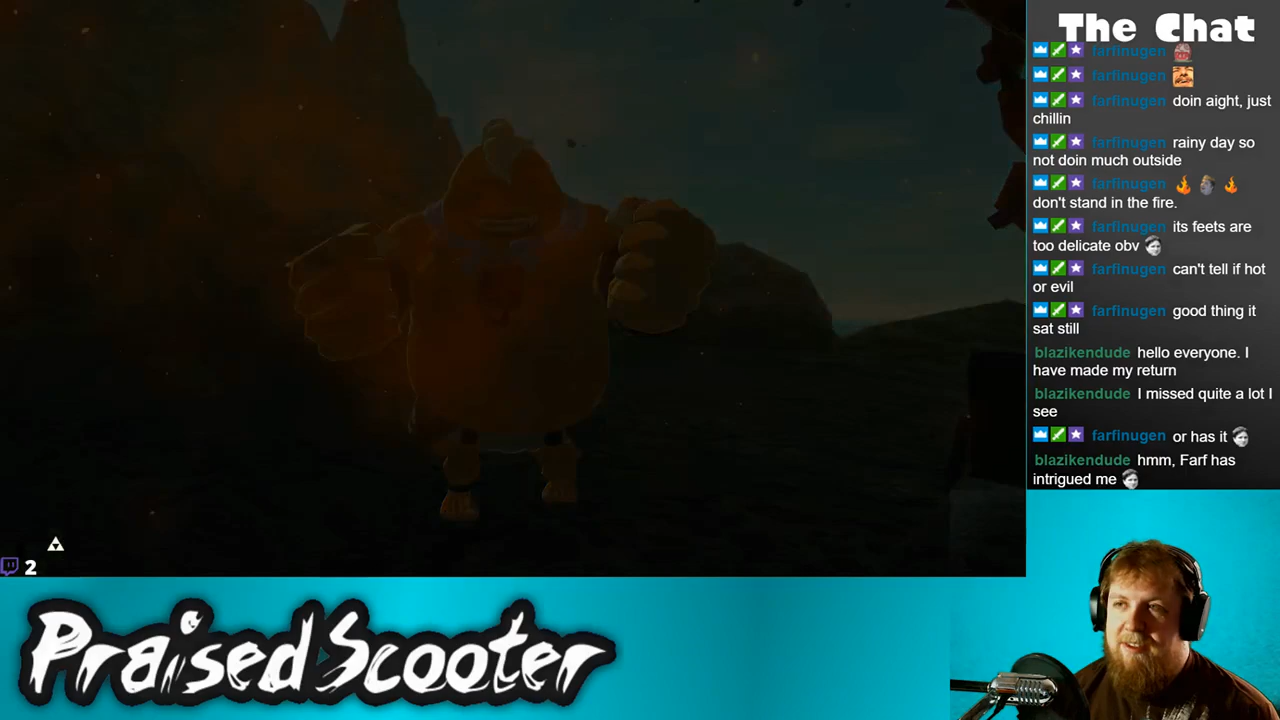 The Chat
farfinugen
farfinugen
farfinugen doin aight, just
chillin
farfinugen rainy day so
not doin much outside
farfinugen
don't stand in the fire.
farfinugen its feets are
too delicate obv
farfinugen can't tell if hot
or evil
farfinugen good thing it
sat still
blazikendude hello everyone. I
have made my return
blazikendude I missed quite a lot I
see
farfinugen or has it
blazikendude hmm, Farf has
intrigued me
2
PraisedScooter